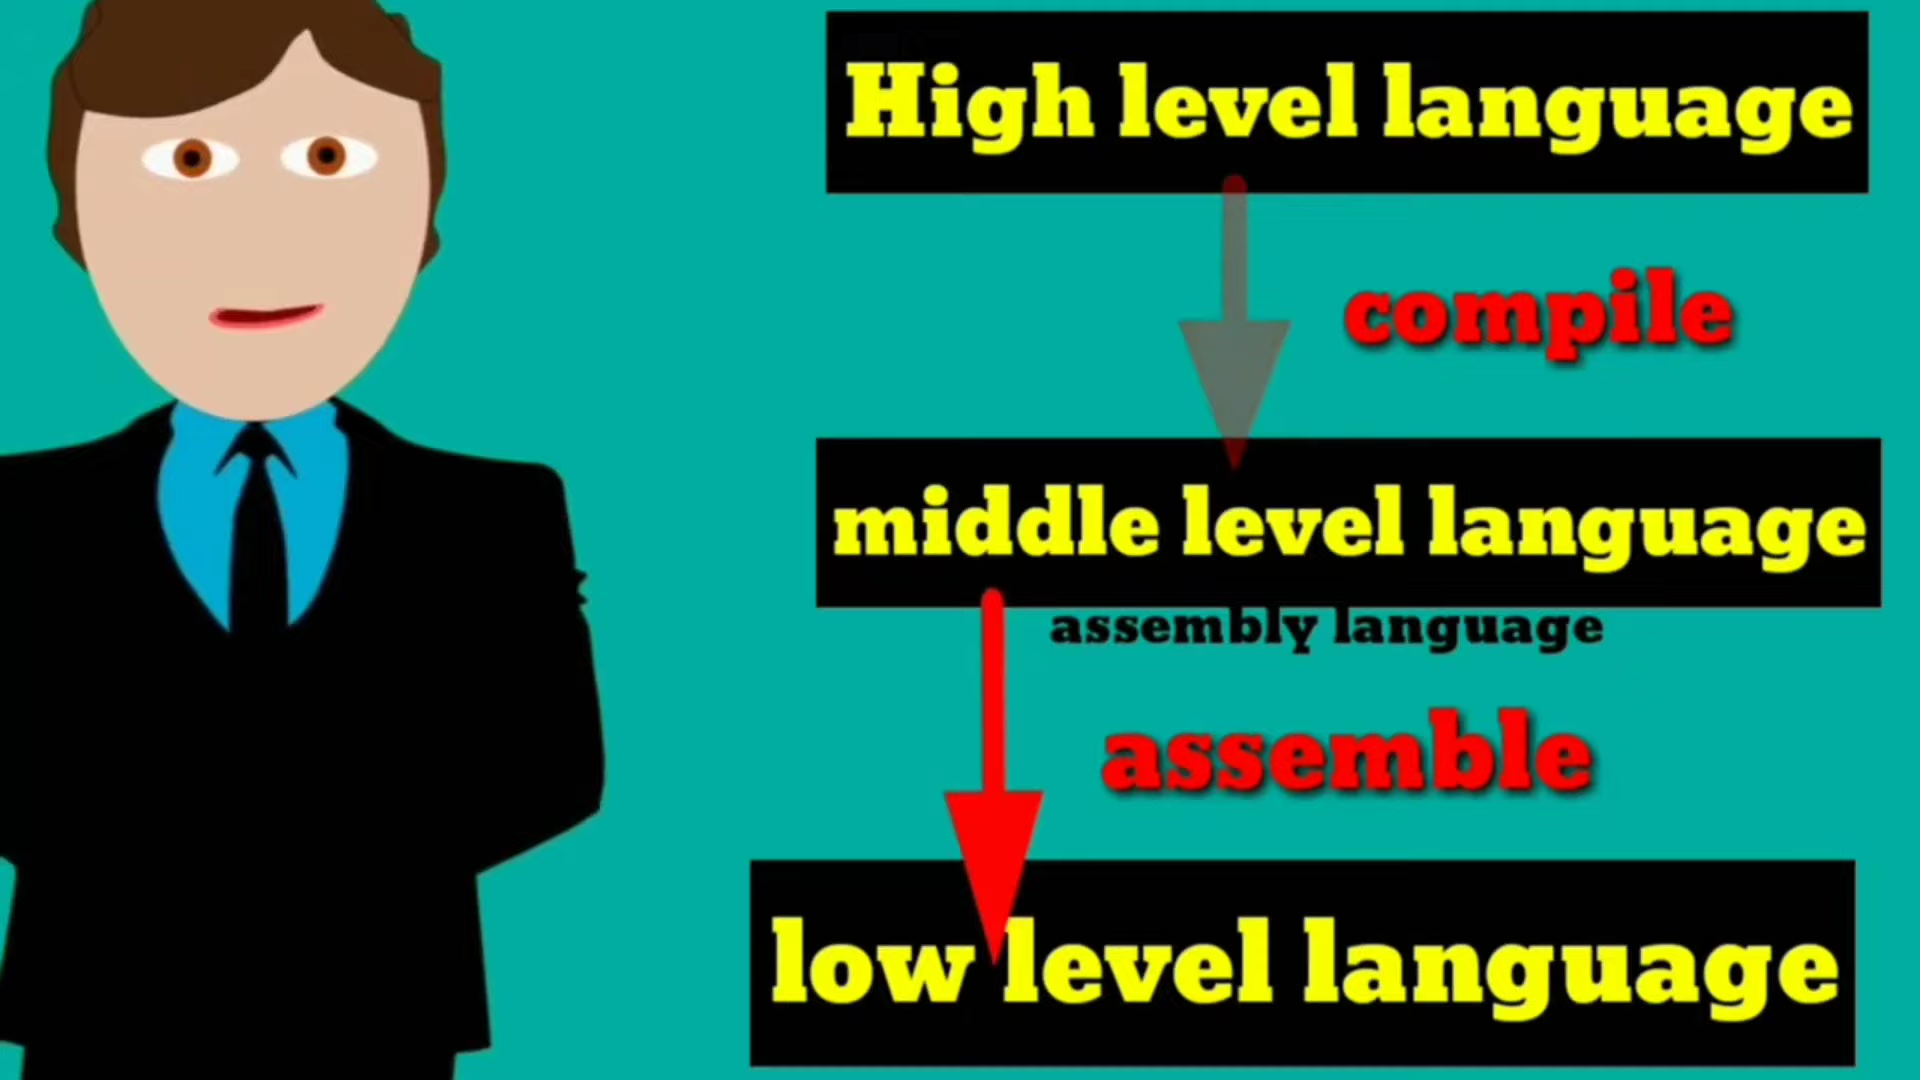 High level language
compile
middle level language
assembly language
assemble
low level language